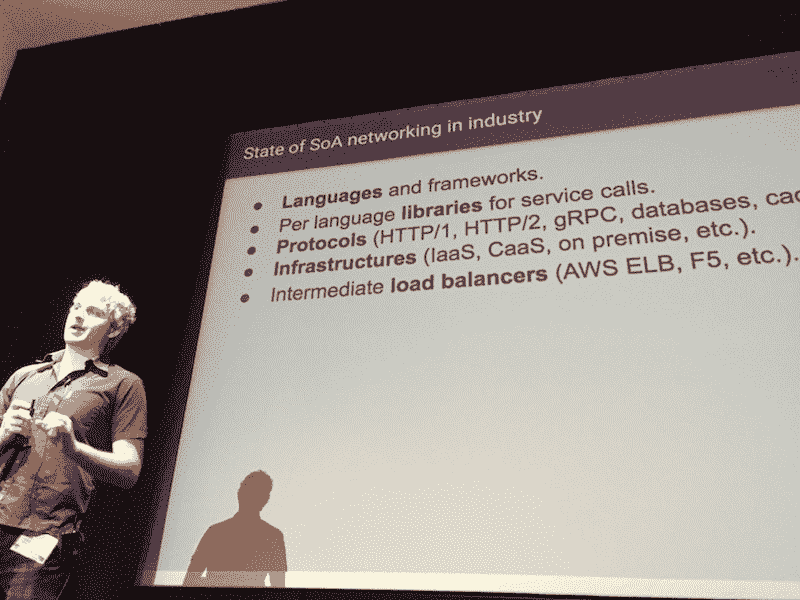 State of SoA networking in industry
● Languages and frameworks.
● Per language libraries for service calls.
● Protocols (HTTP/1, HTTP/2, gRPC, databases, cac
● Infrastructures (IaaS, CaaS, on premise, etc.).
● Intermediate load balancers (AWS ELB, F5, etc.).